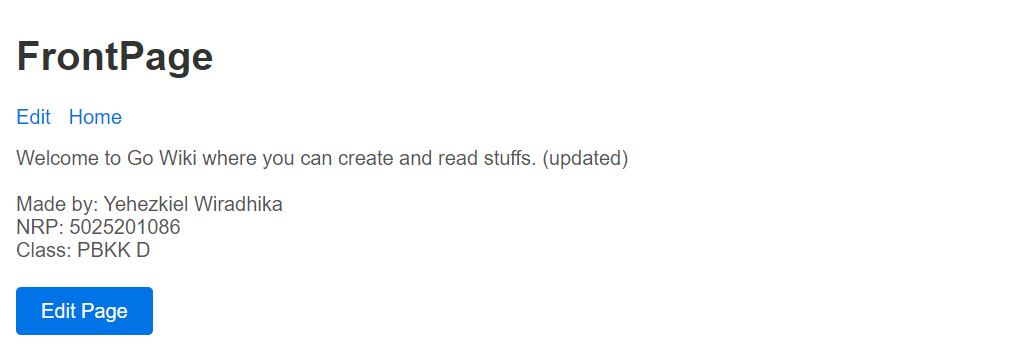 FrontPage
Edit Home
Welcome to Go Wiki where you can create and read stuffs. (updated)
Made by: Yehezkiel Wiradhika
NRP: 5025201086
Class: PBKK D
Edit Page